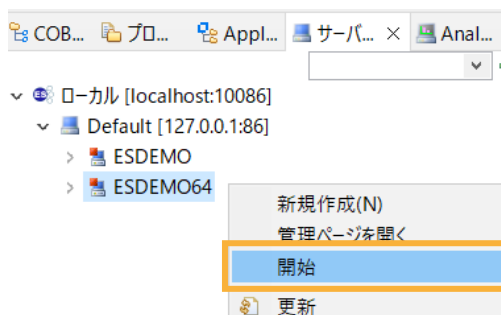 COB... プロ... Appl... サーバ... Anal...
ローカル [localhost:10086]
Default [127.0.0.1:86]
ESDEMO
ESDEMO64
新規作成(N)
管理ページを開く
開始
更新